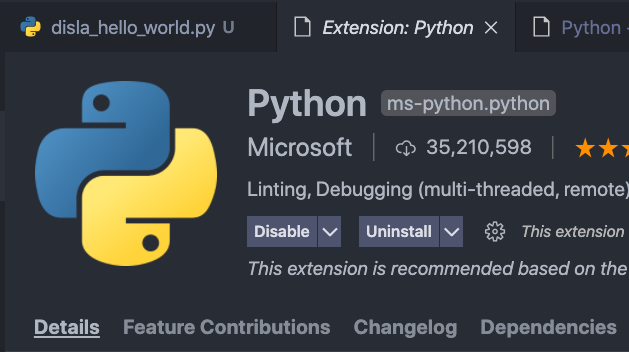 disla_hello_world.py U
Extension: Python
Python
Python ms-python.python
Microsoft 35,210,598
Linting, Debugging (multi-threaded, remote)
Disable Uninstall This extension
This extension is recommended based on the
Details Feature Contributions Changelog Dependencies